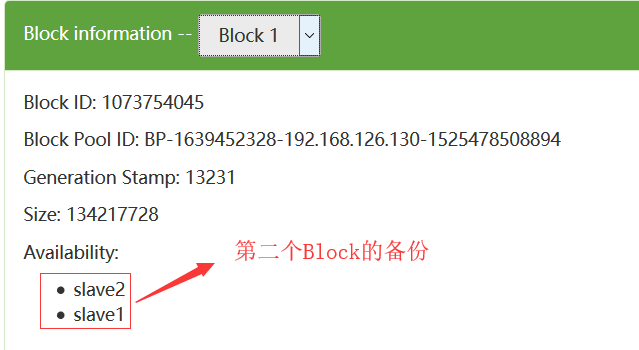 Block information -- Block 1
Block ID: 1073754045
Block Pool ID: BP-1639452328-192.168.126.130-1525478508894
Generation Stamp: 13231
Size: 134217728
Availability:
第二个Block的备份
• slave2
• slave1